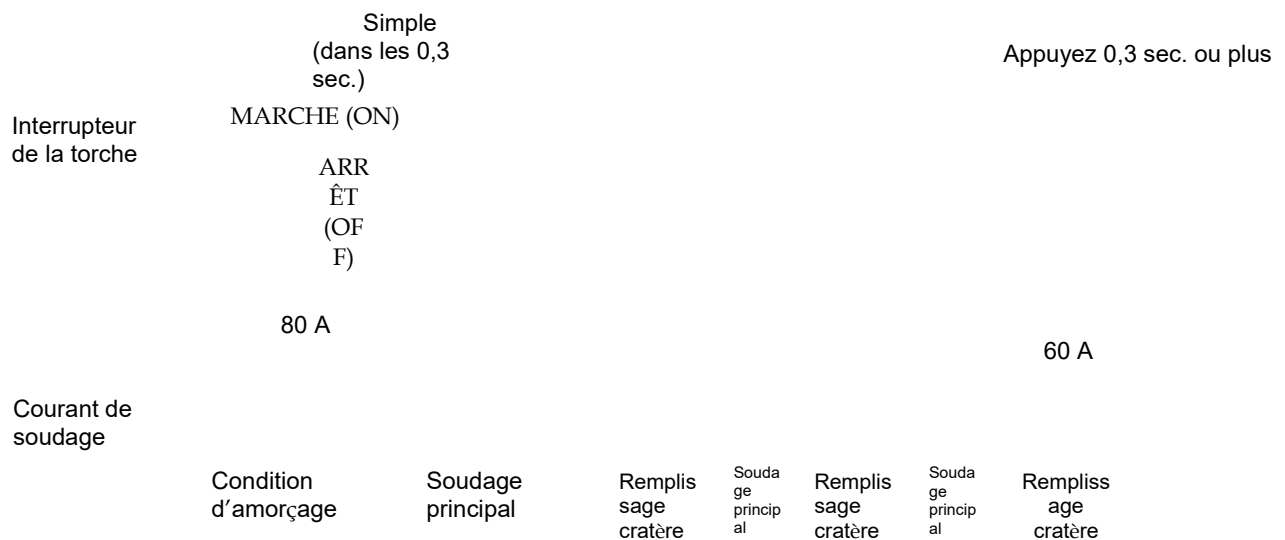 Simple
(dans les 0,3
sec.)
Appuyez 0,3 sec. ou plus
Interrupteur
de la torche
MARCHE (ON)
ARR
ÊT
(OF
F)
80 A
60 A
Courant de
soudage
Condition
d’amorçage
Soudage
principal
Remplis
sage
cratère
Souda
ge
princip
al
Remplis
sage
cratère
Souda
ge
princip
al
Rempliss
age
cratère